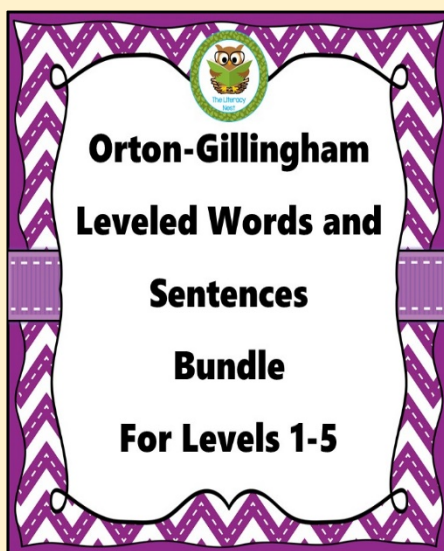 The Literacy
Nest
Orton-Gillingham
Leveled Words and
Sentences
Bundle
For Levels 1-5